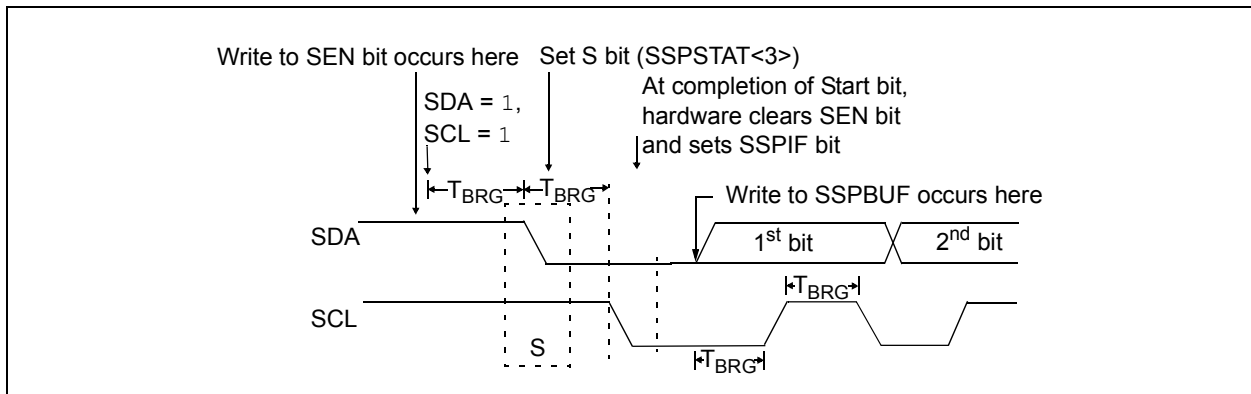 Write to SEN bit occurs here
Set S bit (SSPSTAT<3>)
At completion of Start bit,
hardware clears SEN bit
and sets SSPIF bit
SDA = 1,
SCL = 1
TBRG
TBRG
Write to SSPBUF occurs here
SDA
1st bit
2nd bit
TBRG
SCL
S
TBRG